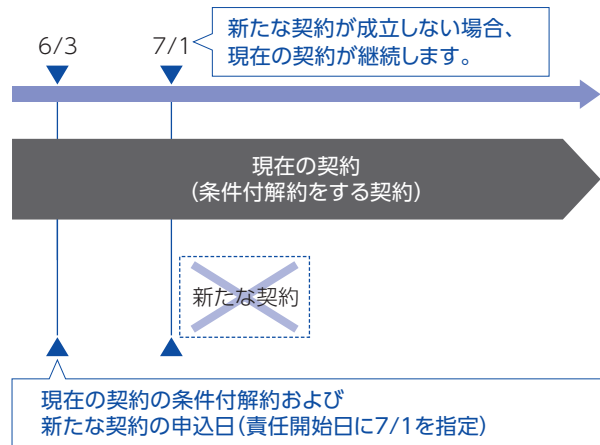 新たな契約が成立しない場合、
現在の契約が継続します。
6/3
7/1
現在の契約
(条件付解約をする契約)
新たな契約
現在の契約の条件付解約および
新たな契約の申込日(責任開始日に7/1を指定)